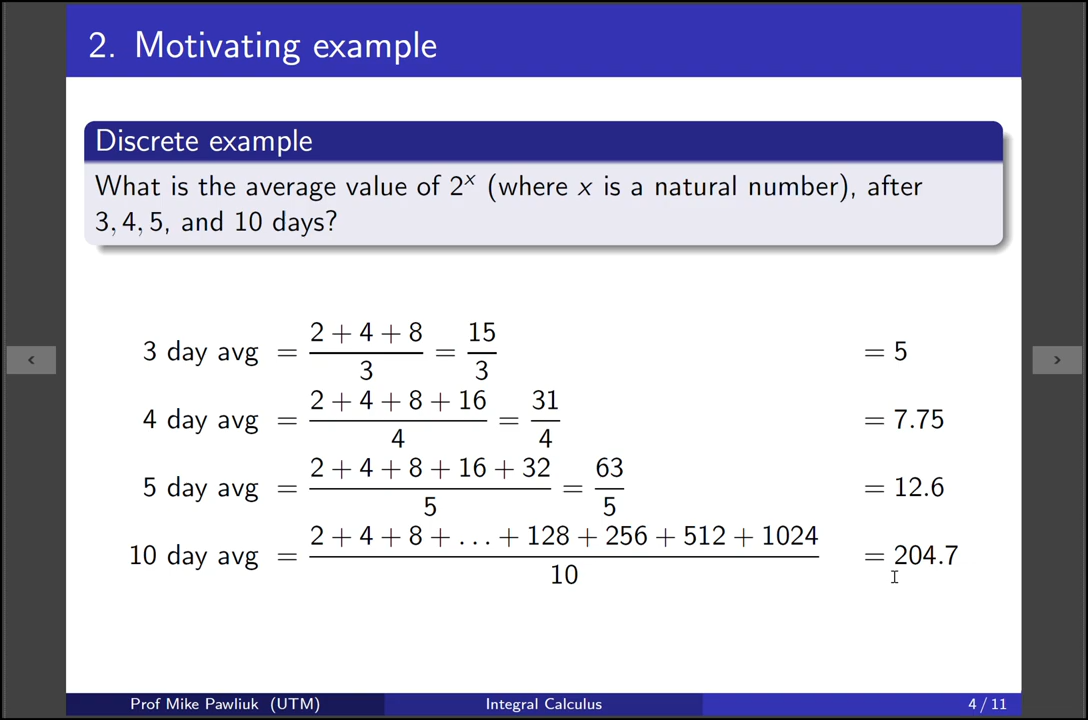 2. Motivating example
Discrete example
What is the average value of 2^x (where x is a natural number), after
3, 4, 5, and 10 days?
3 day avg = (2 + 4 + 8)/3 = 15/3 = 5
4 day avg = (2 + 4 + 8 + 16)/4 = 31/4 = 7.75
5 day avg = (2 + 4 + 8 + 16 + 32)/5 = 63/5 = 12.6
10 day avg = (2 + 4 + 8 + ... + 128 + 256 + 512 + 1024)/10 = 204.7
Prof Mike Pawliuk (UTM) Integral Calculus 4 / 11